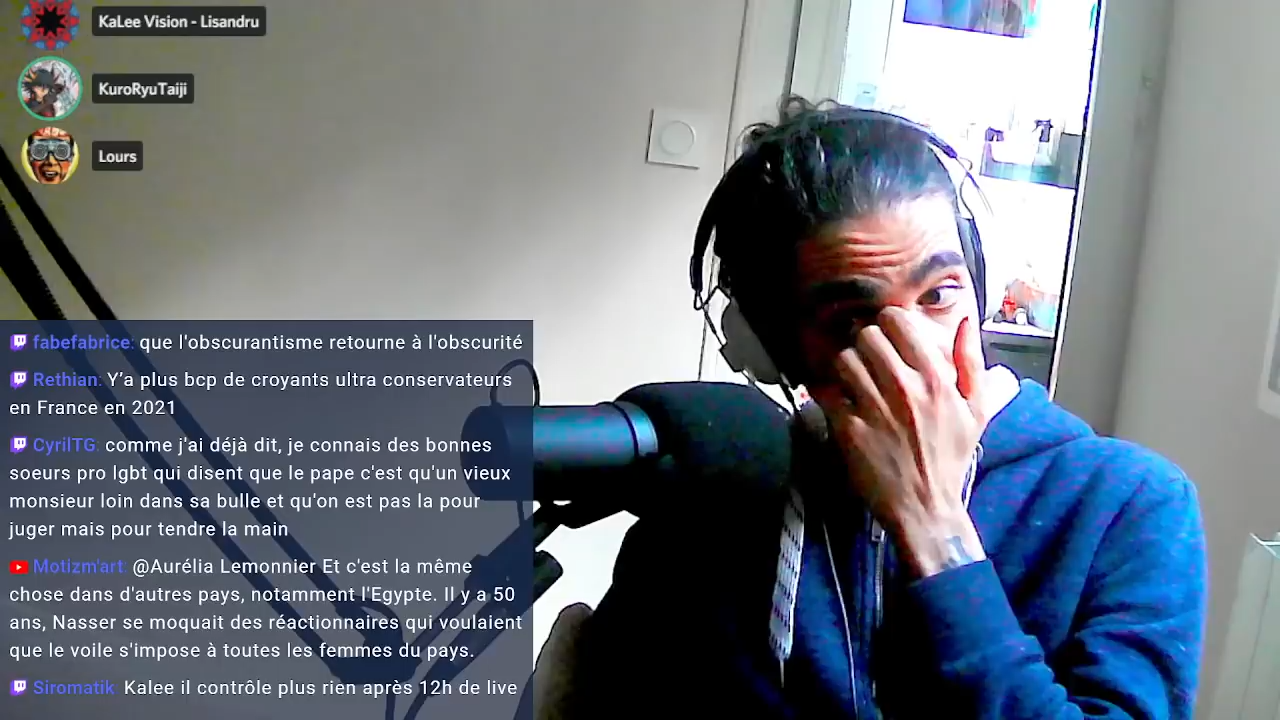 KaLee Vision - Lisandru
KuroRyuTaiji
Lours
fabefabrice: que l'obscurantisme retourne à l'obscurité
Rethian: Y’a plus bcp de croyants ultra conservateurs
en France en 2021
CyrilTG: comme j'ai déjà dit, je connais des bonnes
soeurs pro lgbt qui disent que le pape c'est qu'un vieux
monsieur loin dans sa bulle et qu'on est pas la pour
juger mais pour tendre la main
Motizm'art: @Aurélia Lemonnier Et c'est la même
chose dans d'autres pays, notamment l'Egypte. Il y a 50
ans, Nasser se moquait des réactionnaires qui voulaient
que le voile s'impose à toutes les femmes du pays.
Siromatik: Kalee il contrôle plus rien après 12h de live